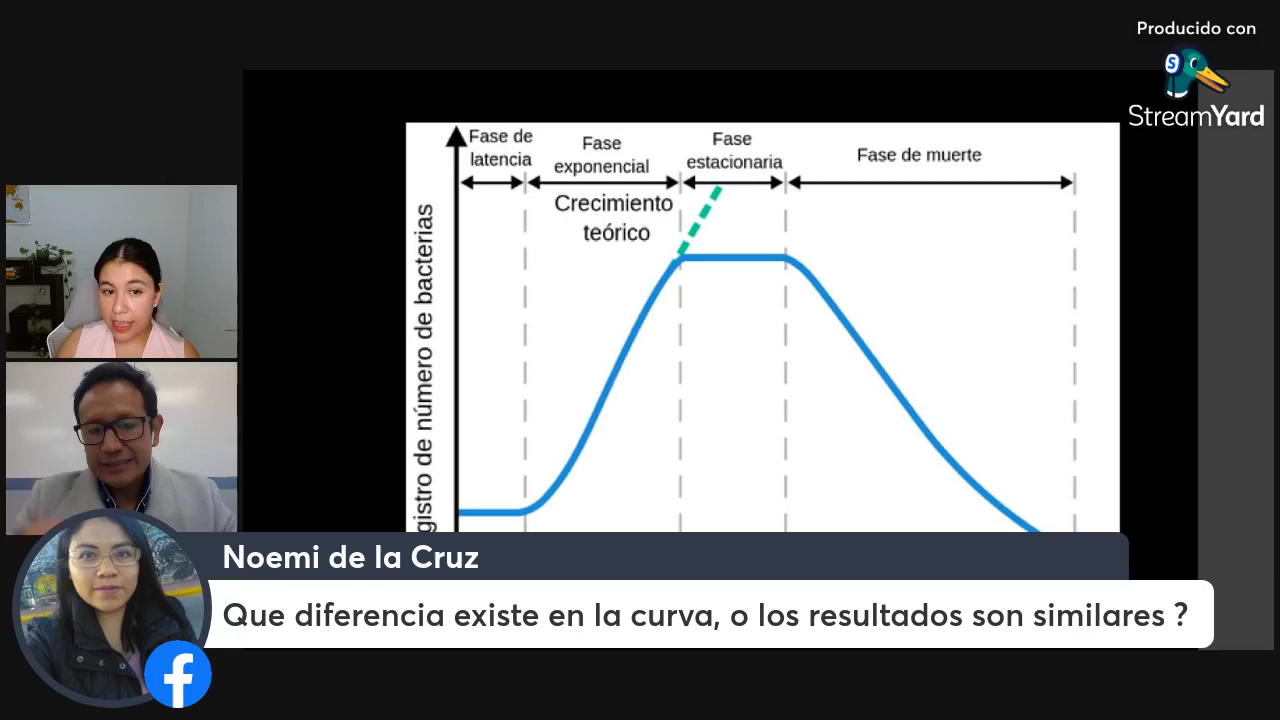 Producido con
StreamYard
Fase de
latencia
Fase
exponencial
Fase
estacionaria
Fase de muerte
Crecimiento
teórico
gistro de número de bacterias
Noemi de la Cruz
Que diferencia existe en la curva, o los resultados son similares ?